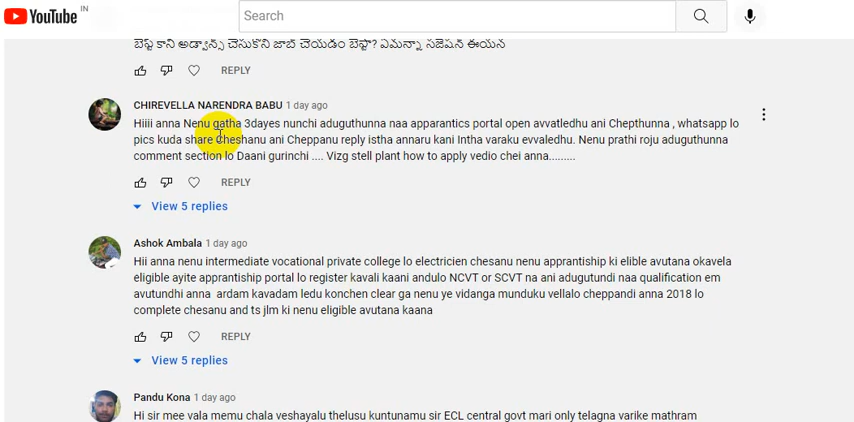 YouTube IN
Search
బెస్ట్ కాని అడ్వాన్స్ చేసుకొని జాబ్ చేయడం బెస్టా? ఏమన్నా సజెషన్ ఈయన
REPLY
CHIREVELLA NARENDRA BABU 1 day ago
Hiiii anna Nenu gatha 3dayes nunchi aduguthunna naa apparantics portal open avvatledhu ani Chepthunna , whatsapp lo
pics kuda share Cheshanu ani Cheppanu reply istha annaru kani Intha varaku evvaledhu. Nenu prathi roju aduguthunna
comment section lo Daani gurinchi .... Vizg stell plant how to apply vedio chei anna.........
REPLY
View 5 replies
Ashok Ambala 1 day ago
Hii anna nenu intermediate vocational private college lo electricien chesanu nenu apprantiship ki elible avutana okavela
eligible ayite apprantiship portal lo register kavali kaani andulo NCVT or SCVT na ani adugutundi naa qualification em
avutundhi anna ardam kavadam ledu konchen clear ga nenu ye vidanga munduku vellalo cheppandi anna 2018 lo
complete chesanu and ts jlm ki nenu eligible avutana kaana
REPLY
View 5 replies
Pandu Kona 1 day ago
Hi sir mee vala memu chala veshayalu thelusu kuntunamu sir ECL central govt mari only telagna varike mathram